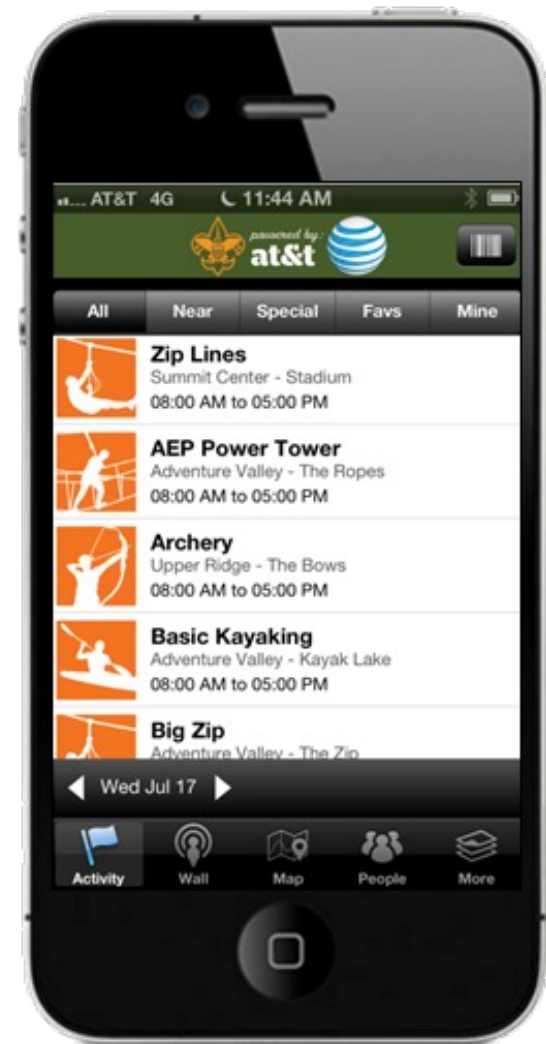 AT&T 4G 11:44 AM
powered by:
at&t
All Near Special Favs Mine
Zip Lines
Summit Center - Stadium
08:00 AM to 05:00 PM
AEP Power Tower
Adventure Valley - The Ropes
08:00 AM to 05:00 PM
Archery
Upper Ridge - The Bows
08:00 AM to 05:00 PM
Basic Kayaking
Adventure Valley - Kayak Lake
08:00 AM to 05:00 PM
Big Zip
Adventure Valley - The Zip
Wed Jul 17
Activity Wall Map People More